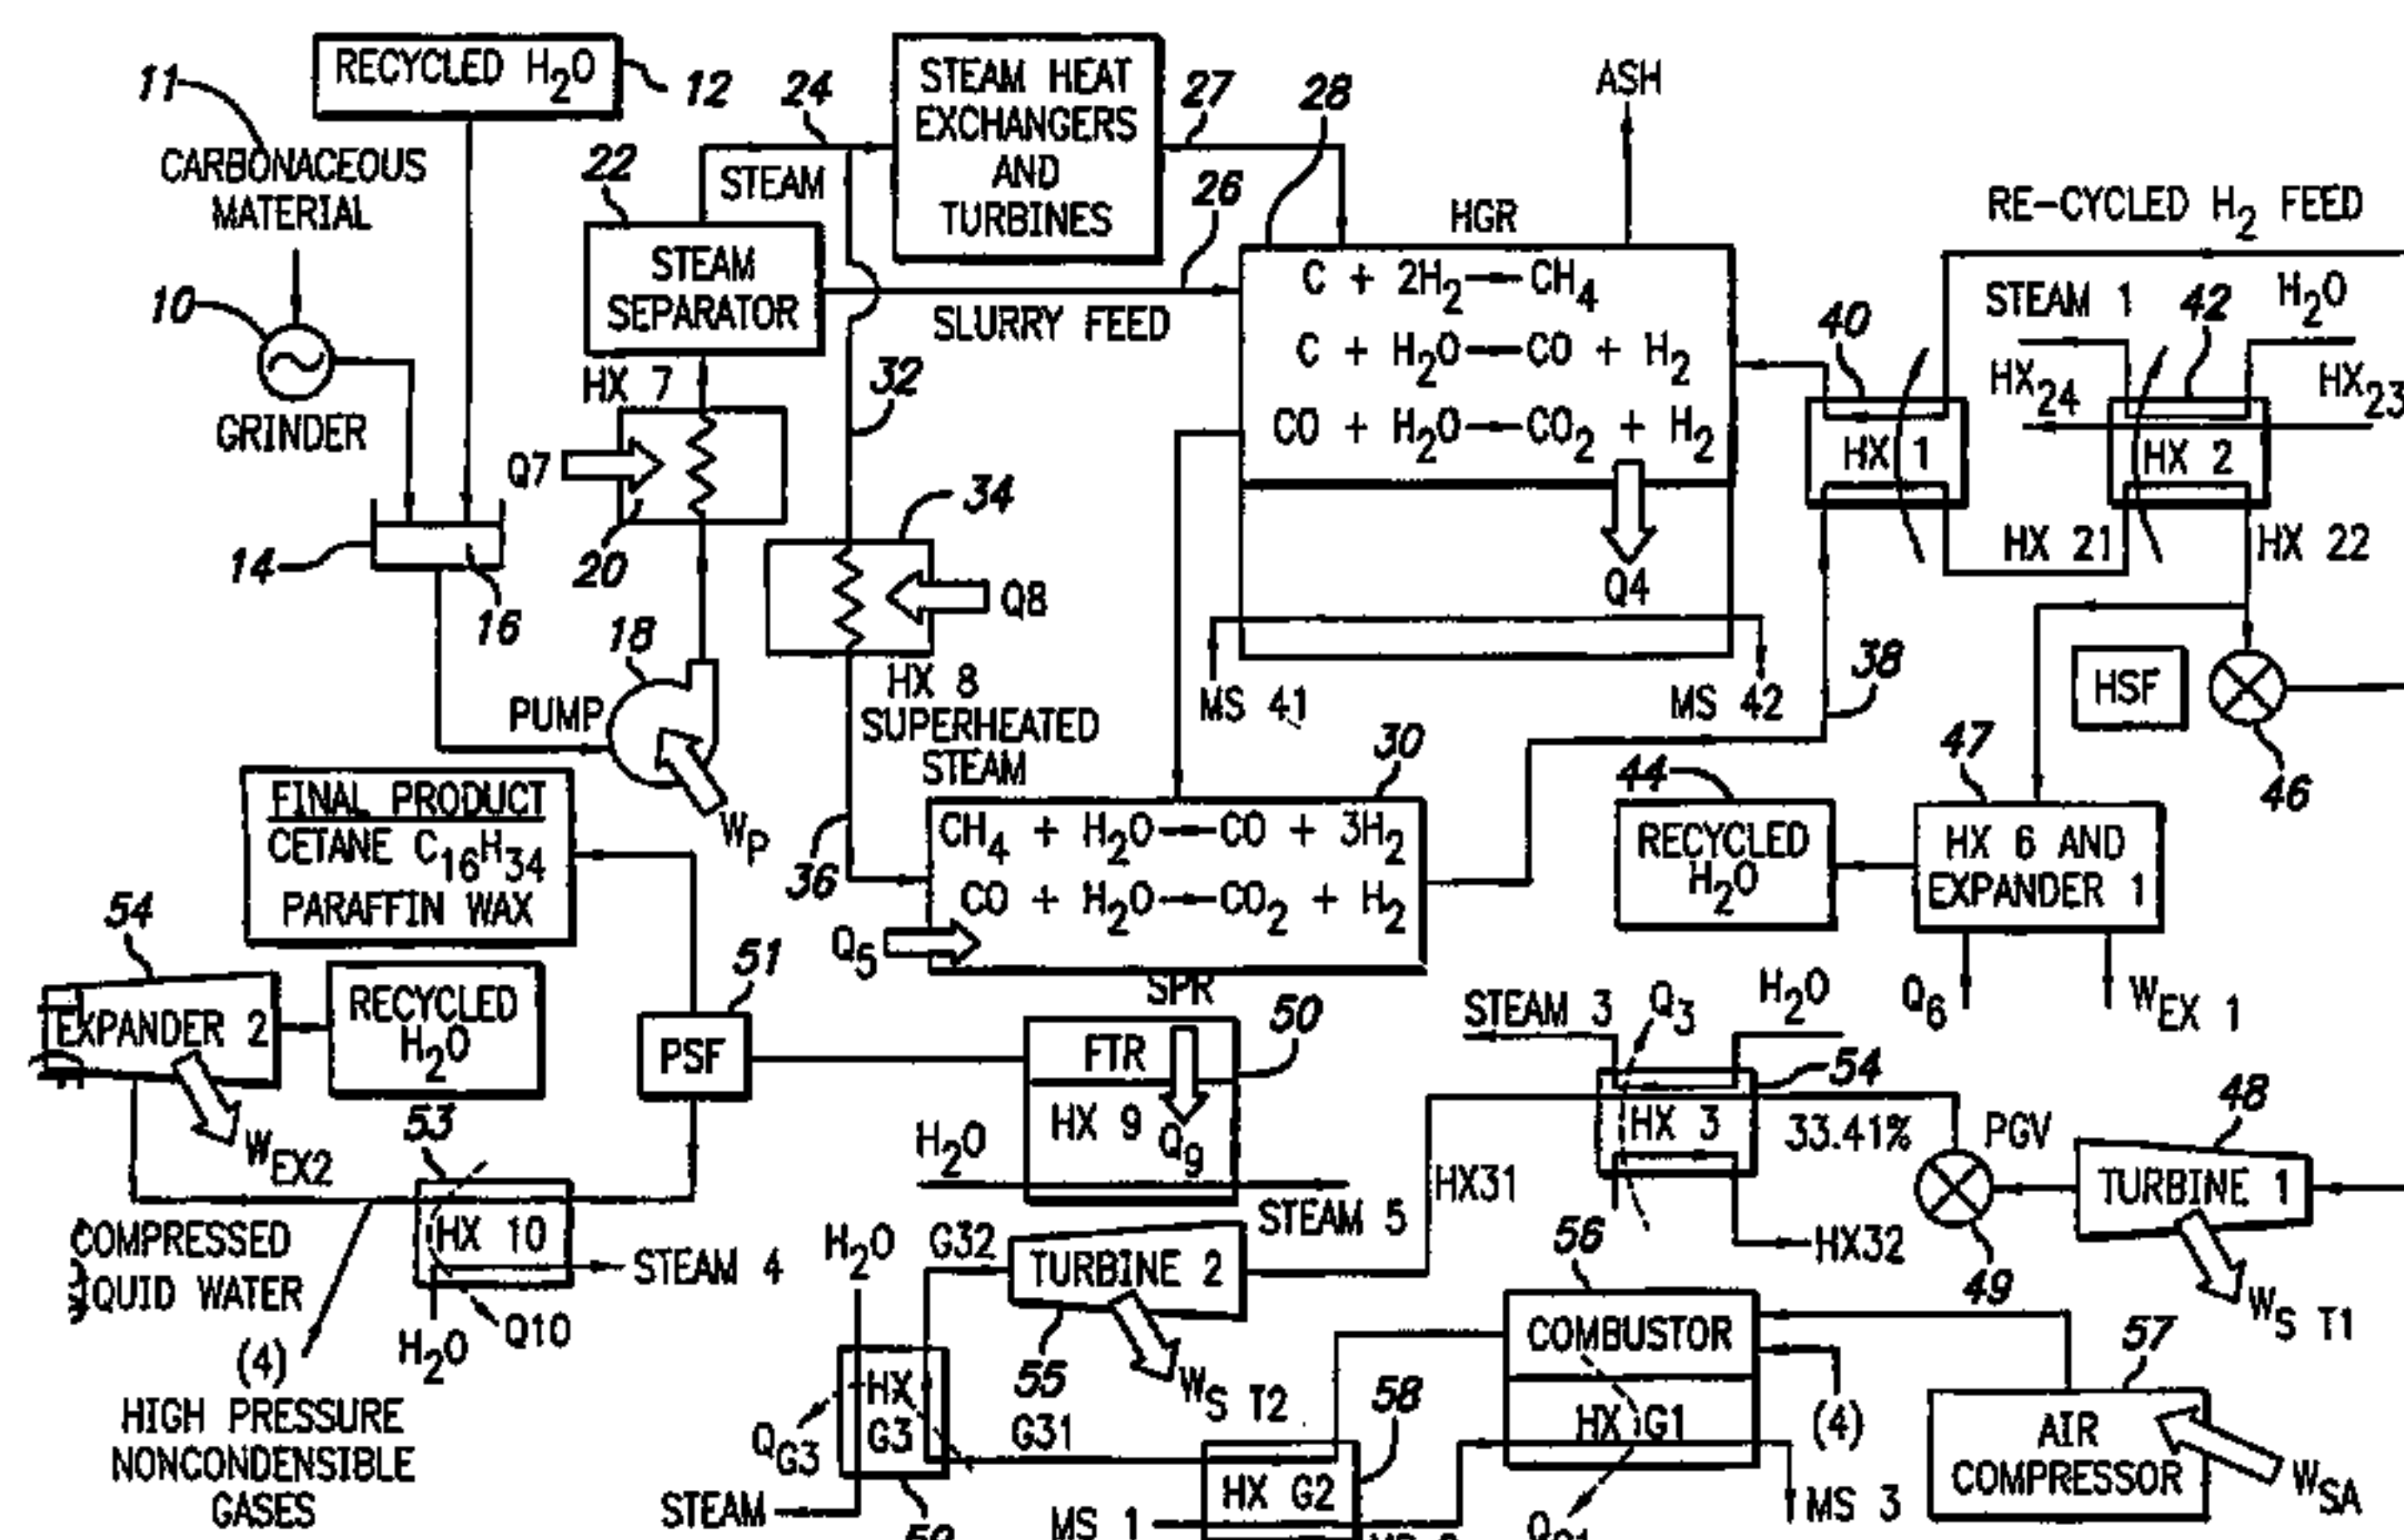 11
RECYCLED H2O
12
24
STEAM HEAT
EXCHANGERS
AND
TURBINES
27
28
ASH
CARBONACEOUS
MATERIAL
22
STEAM
26
HGR
RE-CYCLED H2 FEED
10
GRINDER
STEAM
SEPARATOR
SLURRY FEED
C + 2H2 — CH4
C + H2O — CO + H2
CO + H2O — CO2 + H2
40
STEAM 1
42
H2O
HX24
HX23
HX 1
HX 2
HX 7
32
Q7
20
34
14
16
Q8
Q4
HX 21
HX 22
18
PUMP
WP
HX 8
SUPERHEATED
STEAM
MS 41
MS 42
38
HSF
46
47
44
30
FINAL PRODUCT
CETANE C16H34
PARAFFIN WAX
36
CH4 + H2O — CO + 3H2
CO + H2O — CO2 + H2
RECYCLED
H2O
HX 6 AND
EXPANDER 1
54
Q5
SPR
51
Q6
WEX 1
EXPANDER 2
RECYCLED
H2O
PSF
FTR
50
STEAM 3
Q3
H2O
WEX2
53
H2O
HX 9
Q9
HX 3
54
33.41%
PGV
48
HX31
TURBINE 1
COMPRESSED
LIQUID WATER
HX 10
STEAM 4
STEAM 5
HX32
49
WS T1
H2O
G32
TURBINE 2
56
(4)
H2O
Q10
55
WS T2
COMBUSTOR
57
HIGH PRESSURE
NONCONDENSIBLE
GASES
QG3
HX
G3
G31
58
HX G1
(4)
AIR
COMPRESSOR
WSA
STEAM
MS 1
HX G2
MS 3